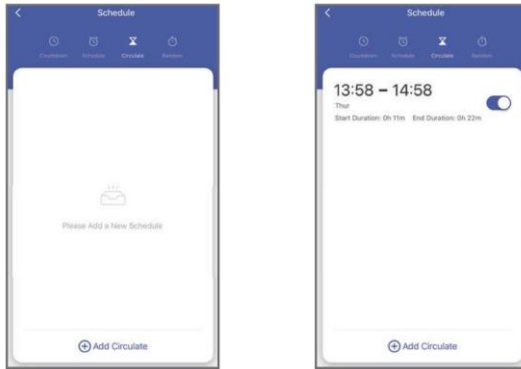 Schedule
Countdown Schedule Circulate Random
Please Add a New Schedule
Add Circulate
Schedule
Countdown Schedule Circulate Random
13:58 – 14:58
Thur
Start Duration: 0h 11m End Duration: 0h 22m
Add Circulate